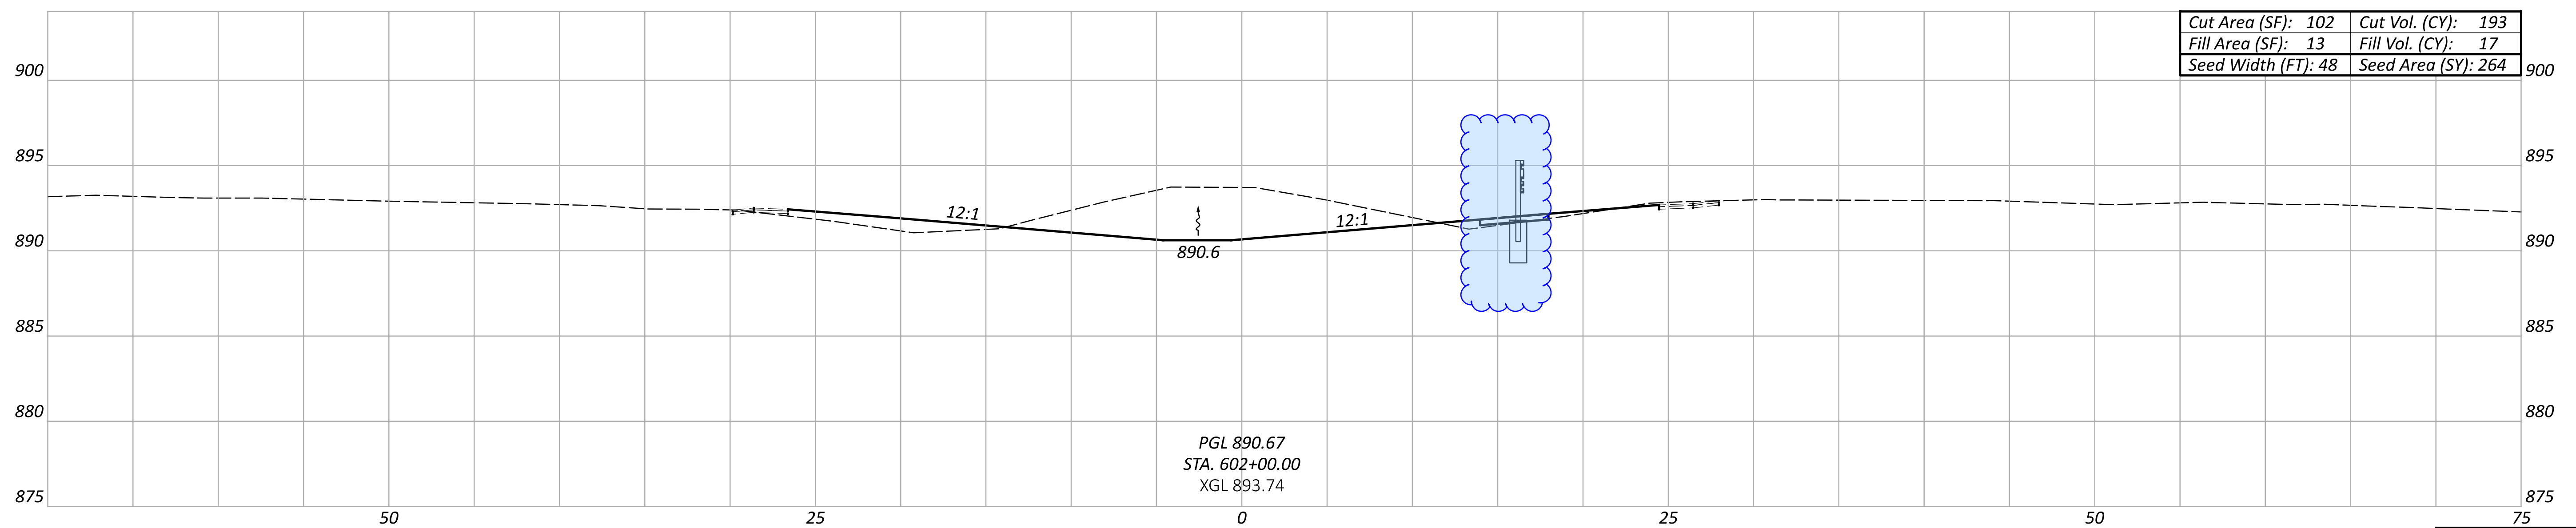 Cut Area (SF): 102 Cut Vol. (CY): 193
Fill Area (SF): 13 Fill Vol. (CY): 17
Seed Width (FT): 48 Seed Area (SY): 264
900 900
895 895
12:1 12:1
890 890
890.6
885 885
880 880
PGL 890.67
STA. 602+00.00
XGL 893.74
875 875
50 25 0 25 50 75